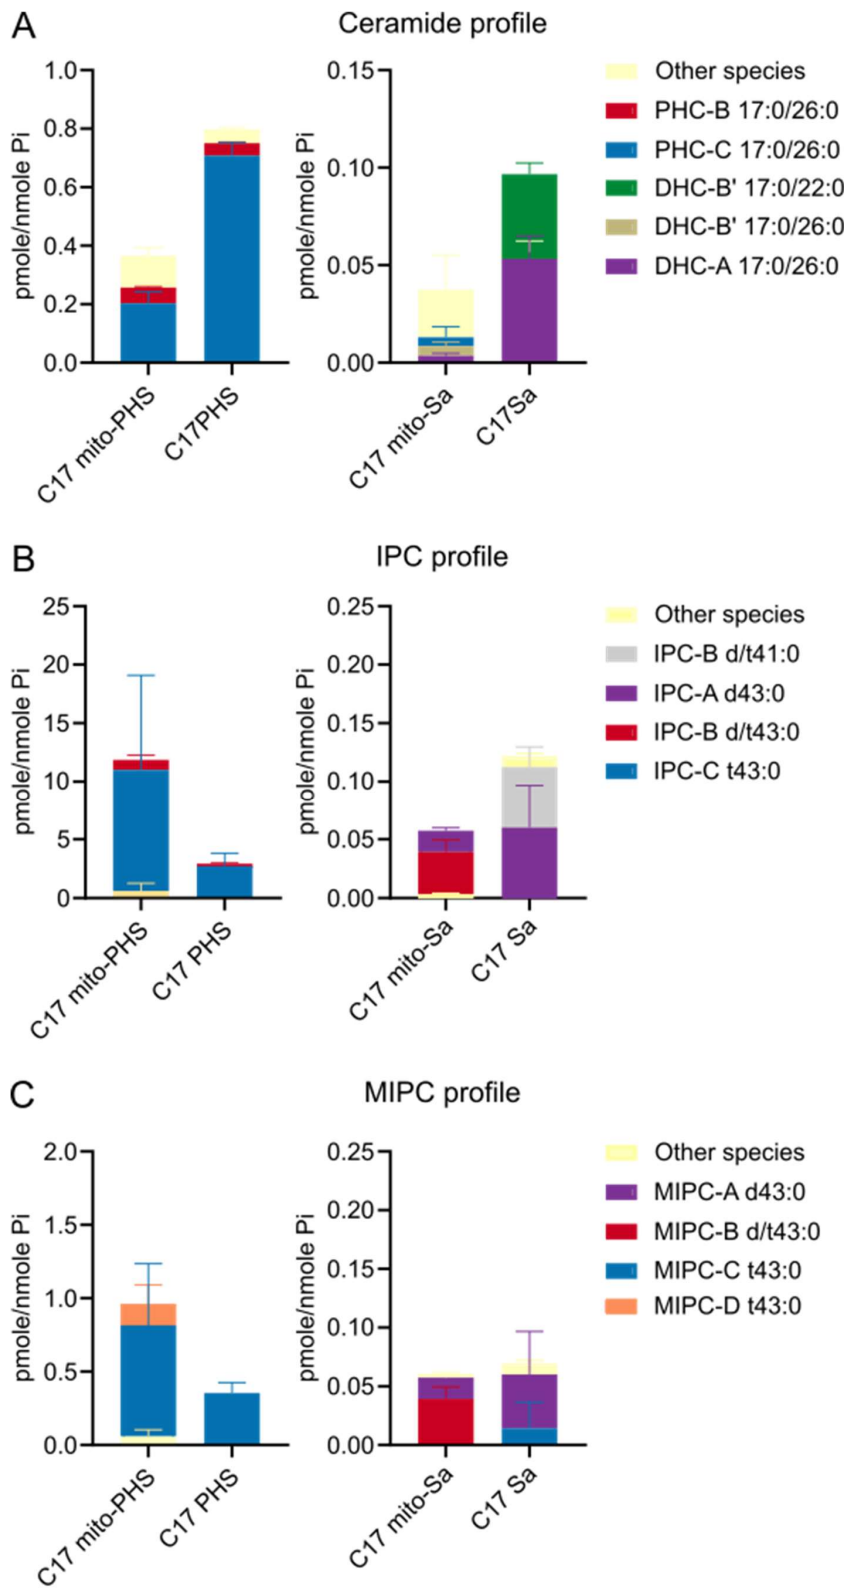 A
Ceramide profile
pmole/nmole Pi
1.0
0.8
0.6
0.4
0.2
0.0
C17 mito-PHS
C17PHS
pmole/nmole Pi
0.15
0.10
0.05
0.00
C17 mito-Sa
C17Sa
Other species
PHC-B 17:0/26:0
PHC-C 17:0/26:0
DHC-B' 17:0/22:0
DHC-B' 17:0/26:0
DHC-A 17:0/26:0
B
IPC profile
pmole/nmole Pi
25
20
15
10
5
0
C17 mito-PHS
C17 PHS
pmole/nmole Pi
0.25
0.20
0.15
0.10
0.05
0.00
C17 mito-Sa
C17 Sa
Other species
IPC-B d/t41:0
IPC-A d43:0
IPC-B d/t43:0
IPC-C t43:0
C
MIPC profile
pmole/nmole Pi
2.0
1.5
1.0
0.5
0.0
C17 mito-PHS
C17 PHS
pmole/nmole Pi
0.25
0.20
0.15
0.10
0.05
0.00
C17 mito-Sa
C17 Sa
Other species
MIPC-A d43:0
MIPC-B d/t43:0
MIPC-C t43:0
MIPC-D t43:0